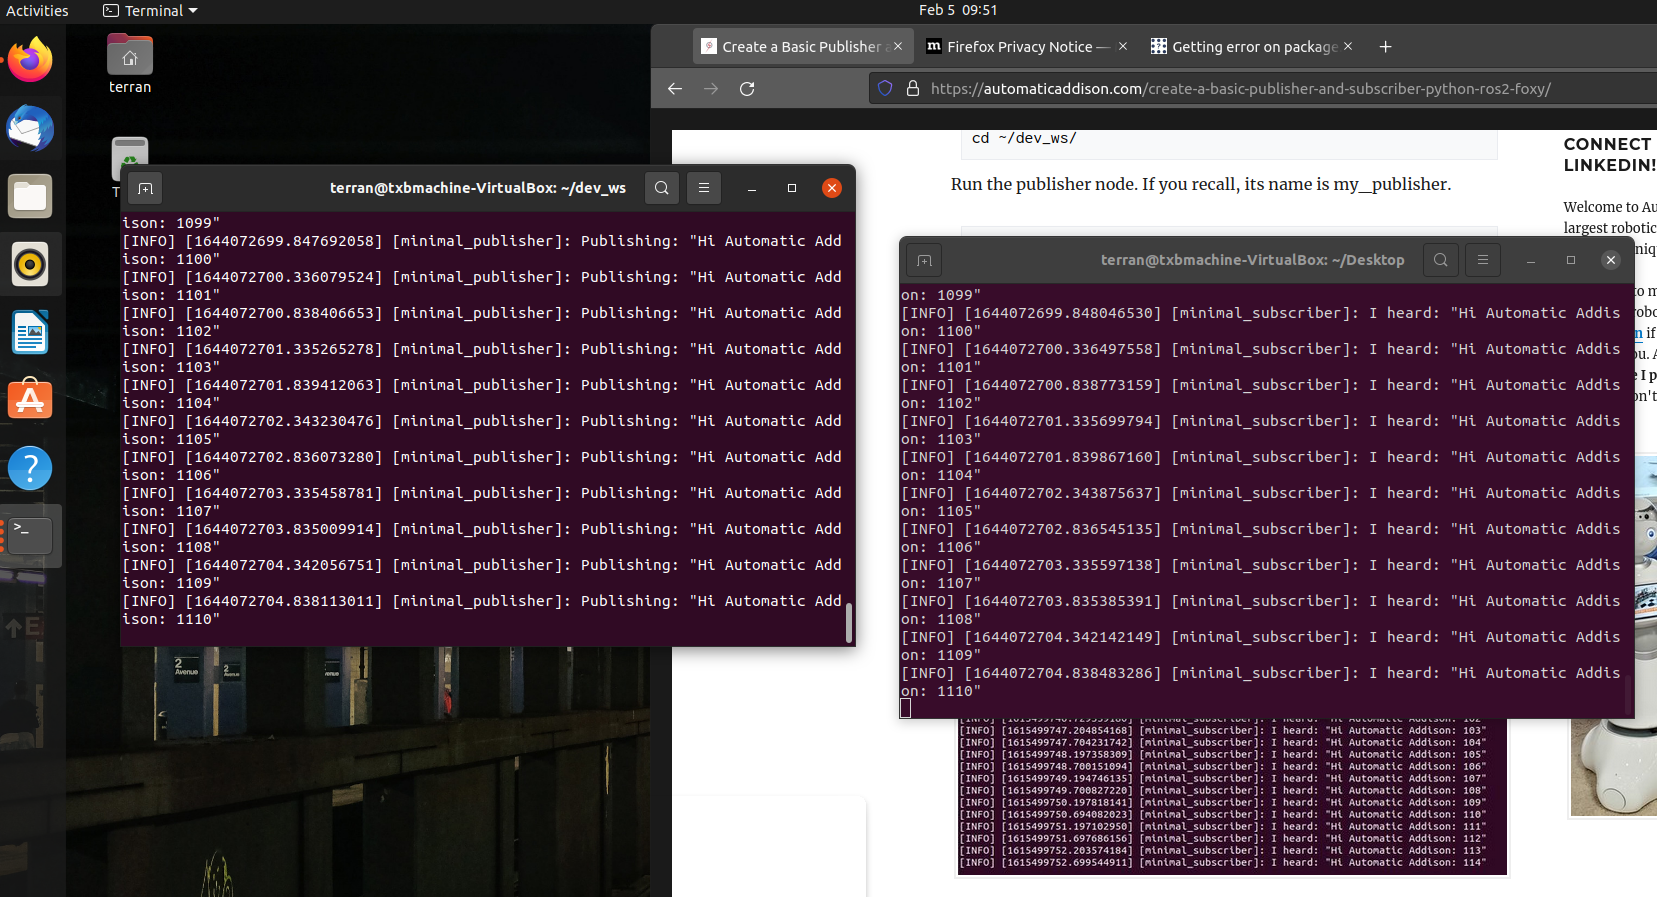 Activities
Terminal
Feb 5 09:51
terran
Create a Basic Publisher a
Firefox Privacy Notice —
Getting error on package
https://automaticaddison.com/create-a-basic-publisher-and-subscriber-python-ros2-foxy/
cd ~/dev_ws/
Run the publisher node. If you recall, its name is my_publisher.
CONNECT
LINKEDIN!
Welcome to Au
largest robotic
terran@txbmachine-VirtualBox: ~/dev_ws
ison: 1099"
[INFO] [1644072699.847692058] [minimal_publisher]: Publishing: "Hi Automatic Add
ison: 1100"
[INFO] [1644072700.336079524] [minimal_publisher]: Publishing: "Hi Automatic Add
ison: 1101"
[INFO] [1644072700.838406653] [minimal_publisher]: Publishing: "Hi Automatic Add
ison: 1102"
[INFO] [1644072701.335265278] [minimal_publisher]: Publishing: "Hi Automatic Add
ison: 1103"
[INFO] [1644072701.839412063] [minimal_publisher]: Publishing: "Hi Automatic Add
ison: 1104"
[INFO] [1644072702.343230476] [minimal_publisher]: Publishing: "Hi Automatic Add
ison: 1105"
[INFO] [1644072702.836073280] [minimal_publisher]: Publishing: "Hi Automatic Add
ison: 1106"
[INFO] [1644072703.335458781] [minimal_publisher]: Publishing: "Hi Automatic Add
ison: 1107"
[INFO] [1644072703.835009914] [minimal_publisher]: Publishing: "Hi Automatic Add
ison: 1108"
[INFO] [1644072704.342056751] [minimal_publisher]: Publishing: "Hi Automatic Add
ison: 1109"
[INFO] [1644072704.838113011] [minimal_publisher]: Publishing: "Hi Automatic Add
ison: 1110"
terran@txbmachine-VirtualBox: ~/Desktop
on: 1099"
[INFO] [1644072699.848046530] [minimal_subscriber]: I heard: "Hi Automatic Addis
on: 1100"
[INFO] [1644072700.336497558] [minimal_subscriber]: I heard: "Hi Automatic Addis
on: 1101"
[INFO] [1644072700.838773159] [minimal_subscriber]: I heard: "Hi Automatic Addis
on: 1102"
[INFO] [1644072701.335699794] [minimal_subscriber]: I heard: "Hi Automatic Addis
on: 1103"
[INFO] [1644072701.839867160] [minimal_subscriber]: I heard: "Hi Automatic Addis
on: 1104"
[INFO] [1644072702.343875637] [minimal_subscriber]: I heard: "Hi Automatic Addis
on: 1105"
[INFO] [1644072702.836545135] [minimal_subscriber]: I heard: "Hi Automatic Addis
on: 1106"
[INFO] [1644072703.335597138] [minimal_subscriber]: I heard: "Hi Automatic Addis
on: 1107"
[INFO] [1644072703.835385391] [minimal_subscriber]: I heard: "Hi Automatic Addis
on: 1108"
[INFO] [1644072704.342142149] [minimal_subscriber]: I heard: "Hi Automatic Addis
on: 1109"
[INFO] [1644072704.838483286] [minimal_subscriber]: I heard: "Hi Automatic Addis
on: 1110"
[INFO] [1615499747.204854168] [minimal_subscriber]: I heard: "Hi Automatic Addison: 103"
[INFO] [1615499747.704231742] [minimal_subscriber]: I heard: "Hi Automatic Addison: 104"
[INFO] [1615499748.197358309] [minimal_subscriber]: I heard: "Hi Automatic Addison: 105"
[INFO] [1615499748.700151094] [minimal_subscriber]: I heard: "Hi Automatic Addison: 106"
[INFO] [1615499749.194746135] [minimal_subscriber]: I heard: "Hi Automatic Addison: 107"
[INFO] [1615499749.700827220] [minimal_subscriber]: I heard: "Hi Automatic Addison: 108"
[INFO] [1615499750.197818141] [minimal_subscriber]: I heard: "Hi Automatic Addison: 109"
[INFO] [1615499750.694082023] [minimal_subscriber]: I heard: "Hi Automatic Addison: 110"
[INFO] [1615499751.197102950] [minimal_subscriber]: I heard: "Hi Automatic Addison: 111"
[INFO] [1615499751.697686156] [minimal_subscriber]: I heard: "Hi Automatic Addison: 112"
[INFO] [1615499752.203574184] [minimal_subscriber]: I heard: "Hi Automatic Addison: 113"
[INFO] [1615499752.699544911] [minimal_subscriber]: I heard: "Hi Automatic Addison: 114"
2
Avenue
2
Avenue